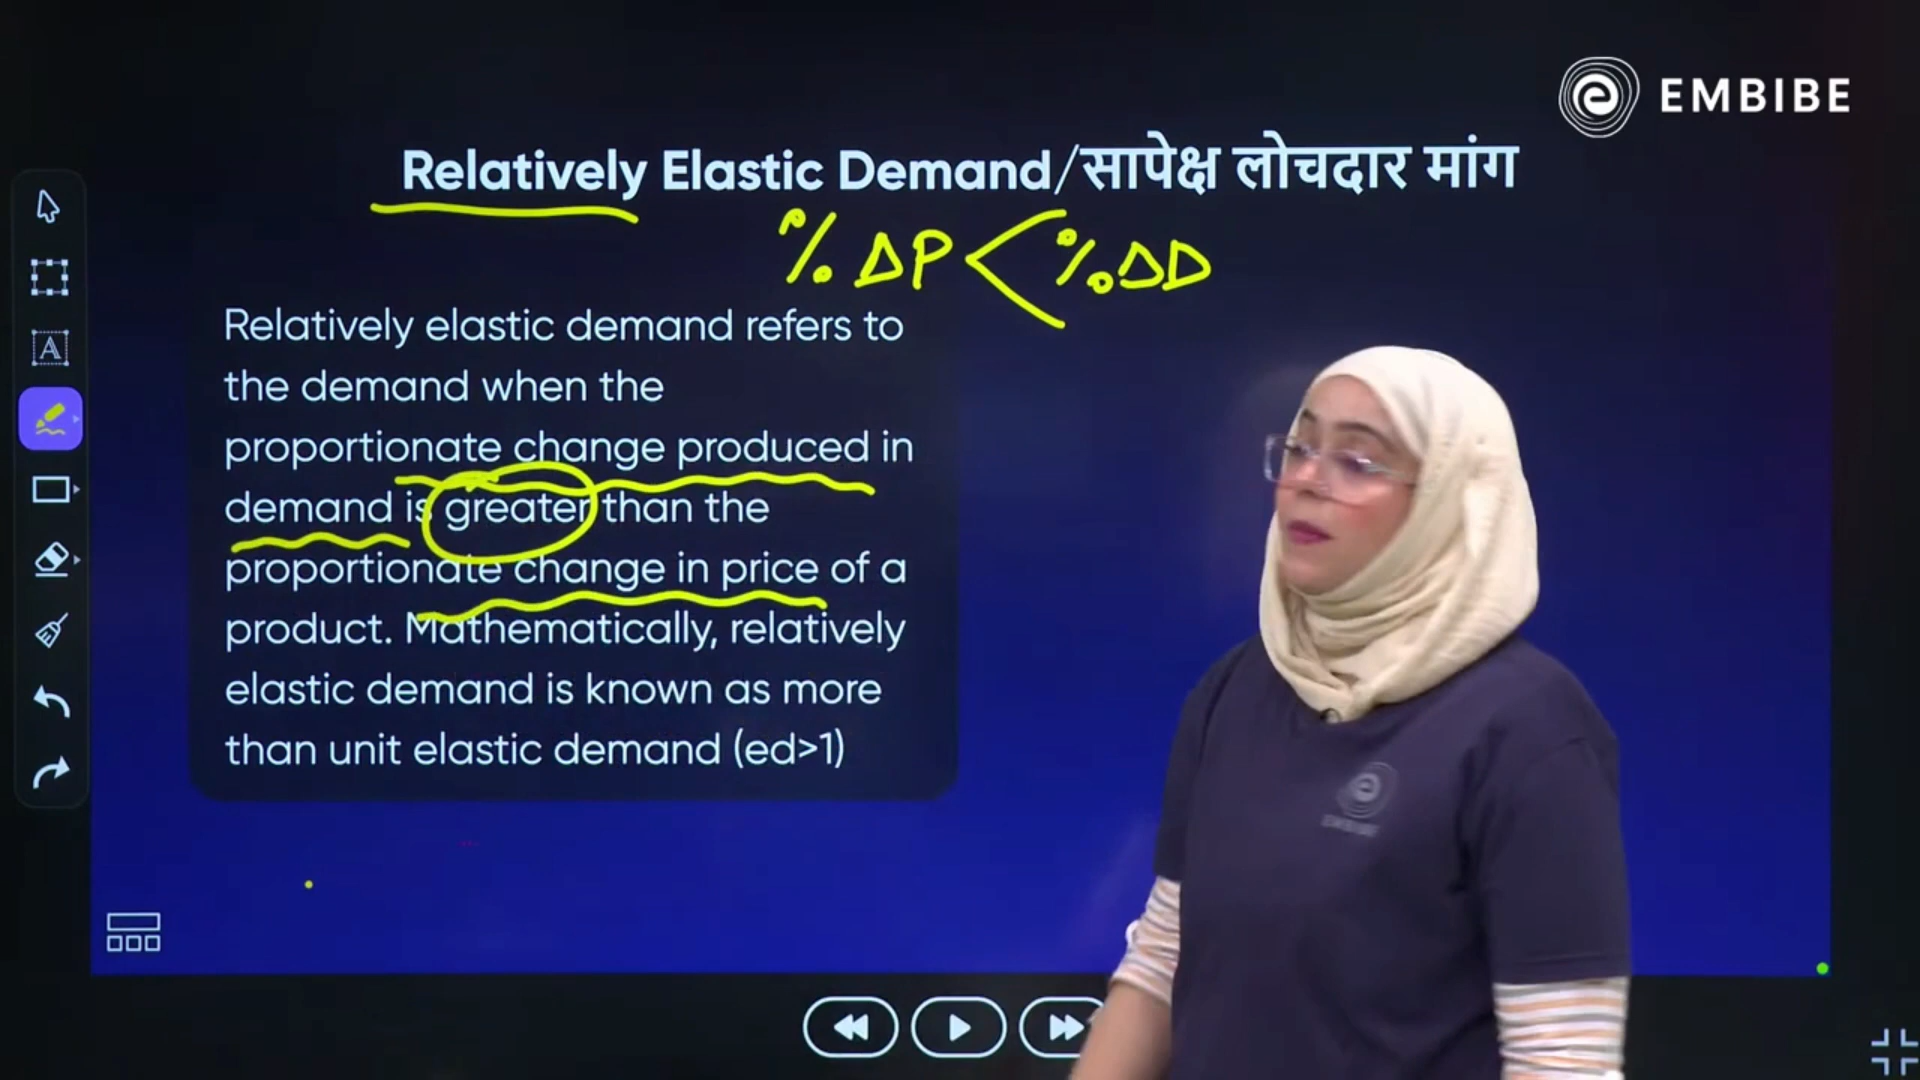 EMBIBE
Relatively Elastic Demand/सापेक्ष लोचदार मांग
% ΔP < % ΔD
Relatively elastic demand refers to
the demand when the
proportionate change produced in
demand is greater than the
proportionate change in price of a
product. Mathematically, relatively
elastic demand is known as more
than unit elastic demand (ed>1)
A
EMBIBE